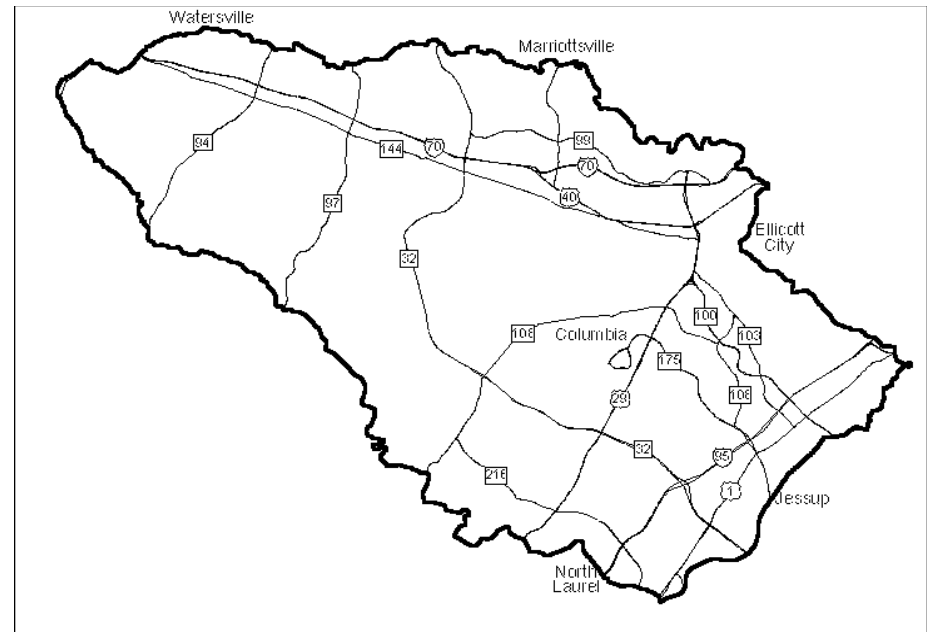 Watersville
Marriottsville
94
144
70
99
70
97
40
Ellicott
City
32
100
108
Columbia
103
175
29
108
32
95
216
1
Jessup
North
Laurel